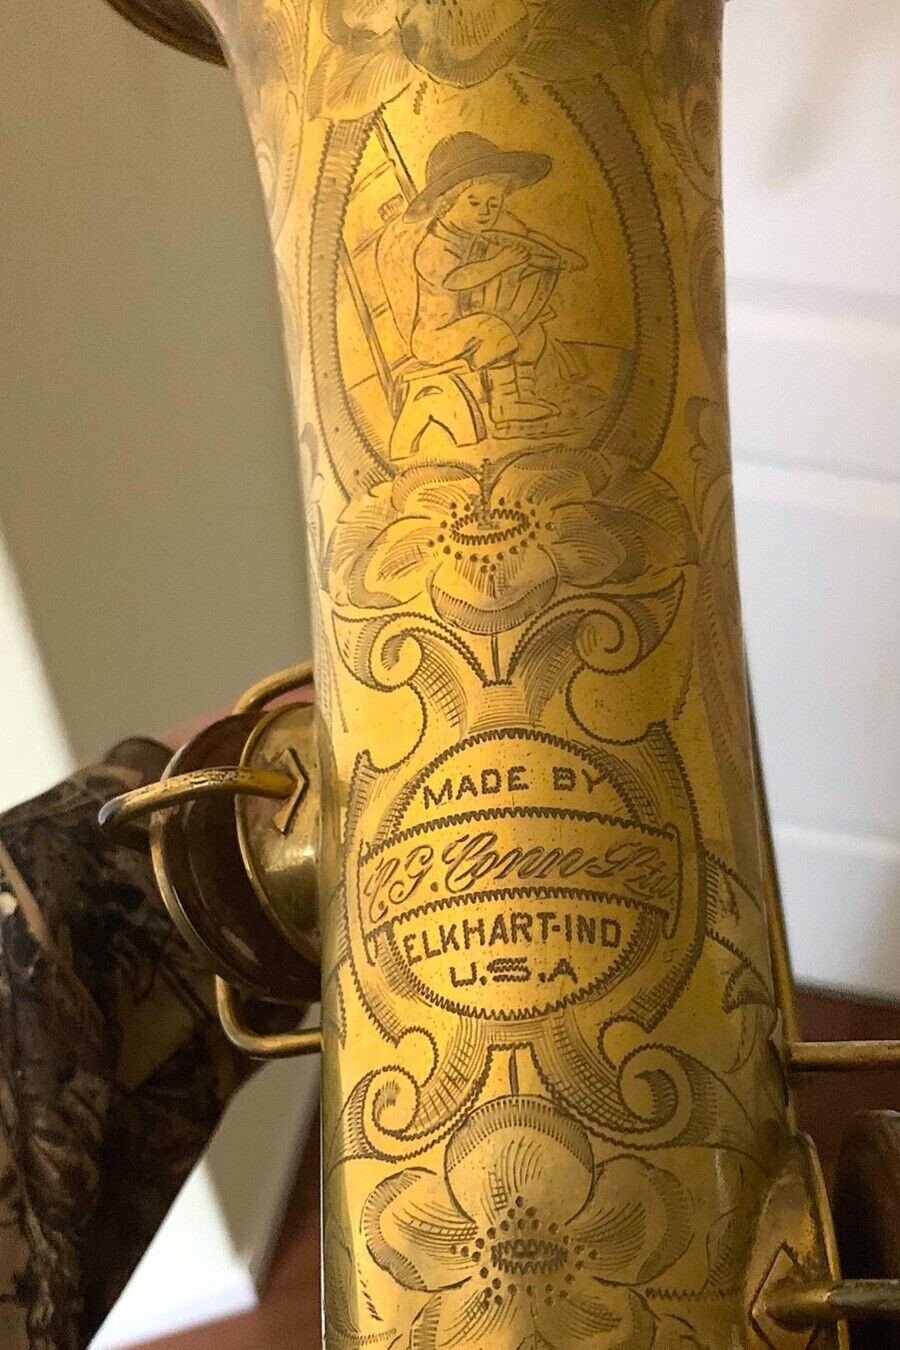 MADE BY
C.G. Conn Ltd.
ELKHART-IND
U.S.A